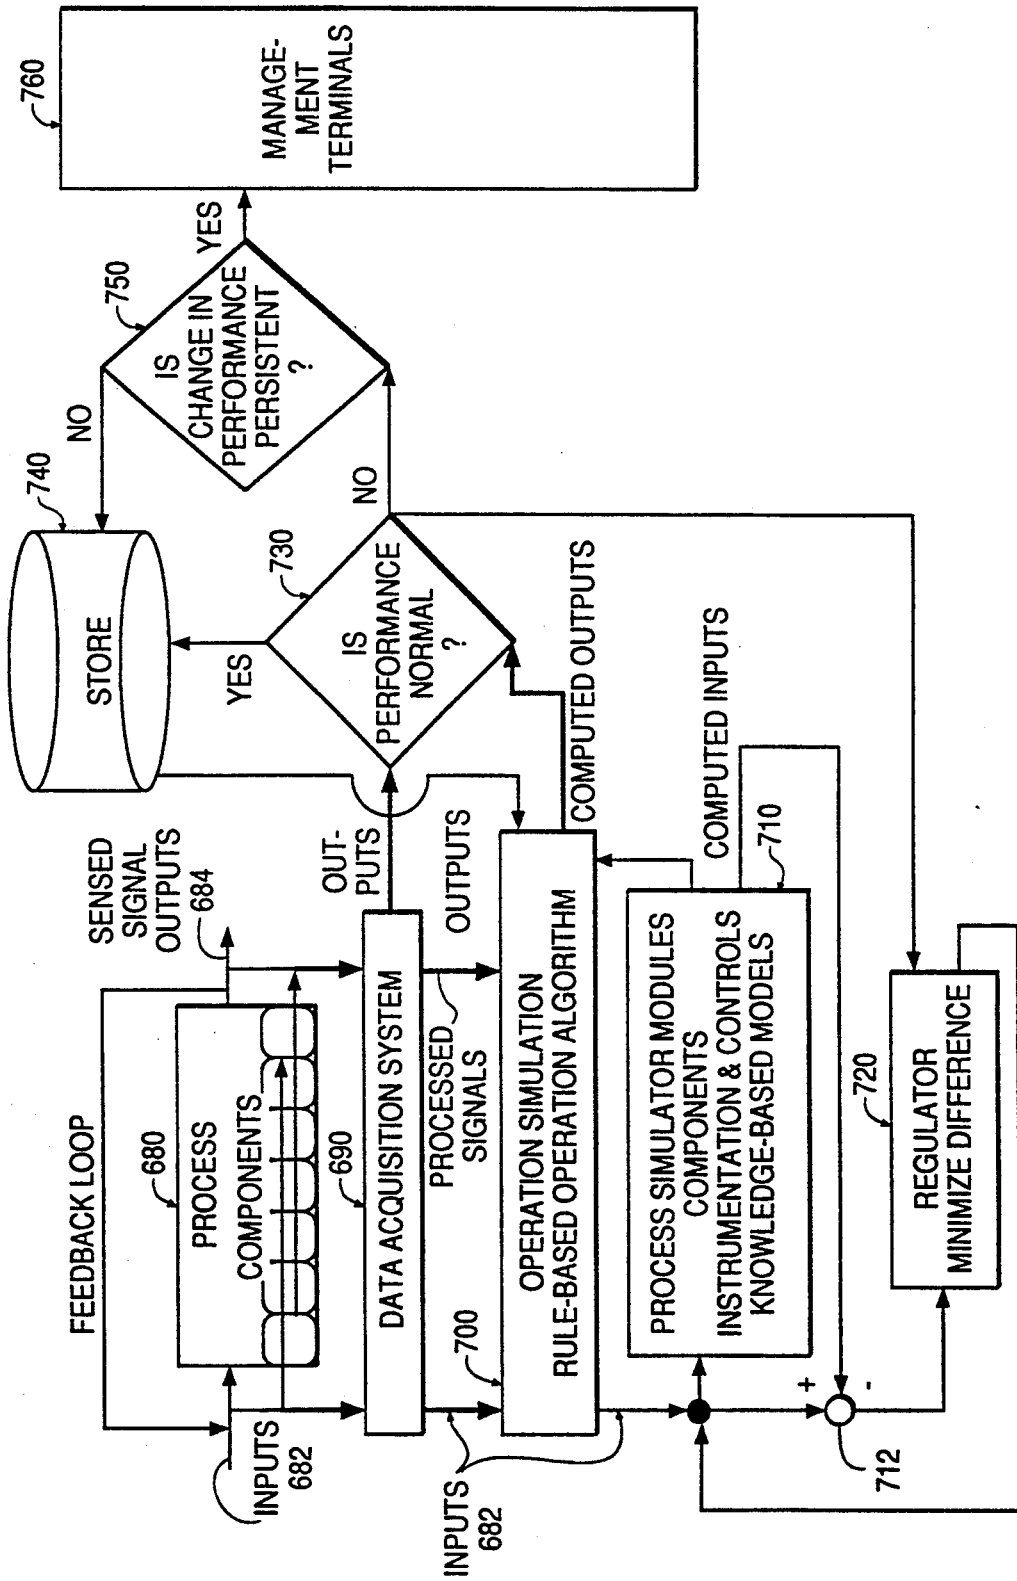 FEEDBACK LOOP
SENSED
SIGNAL
OUTPUTS
684
680
PROCESS
COMPONENTS
INPUTS
682
690
DATA ACQUISITION SYSTEM
OUT-
PUTS
PROCESSED
SIGNALS
OUTPUTS
INPUTS
682
700
OPERATION SIMULATION
RULE-BASED OPERATION ALGORITHM
COMPUTED OUTPUTS
PROCESS SIMULATOR MODULES
COMPONENTS
INSTRUMENTATION & CONTROLS
KNOWLEDGE-BASED MODELS
710
COMPUTED INPUTS
+
-
712
720
REGULATOR
MINIMIZE DIFFERENCE
740
STORE
YES
730
IS
PERFORMANCE
NORMAL
?
NO
NO
750
IS
CHANGE IN
PERFORMANCE
PERSISTENT
?
YES
760
MANAGE-
MENT
TERMINALS